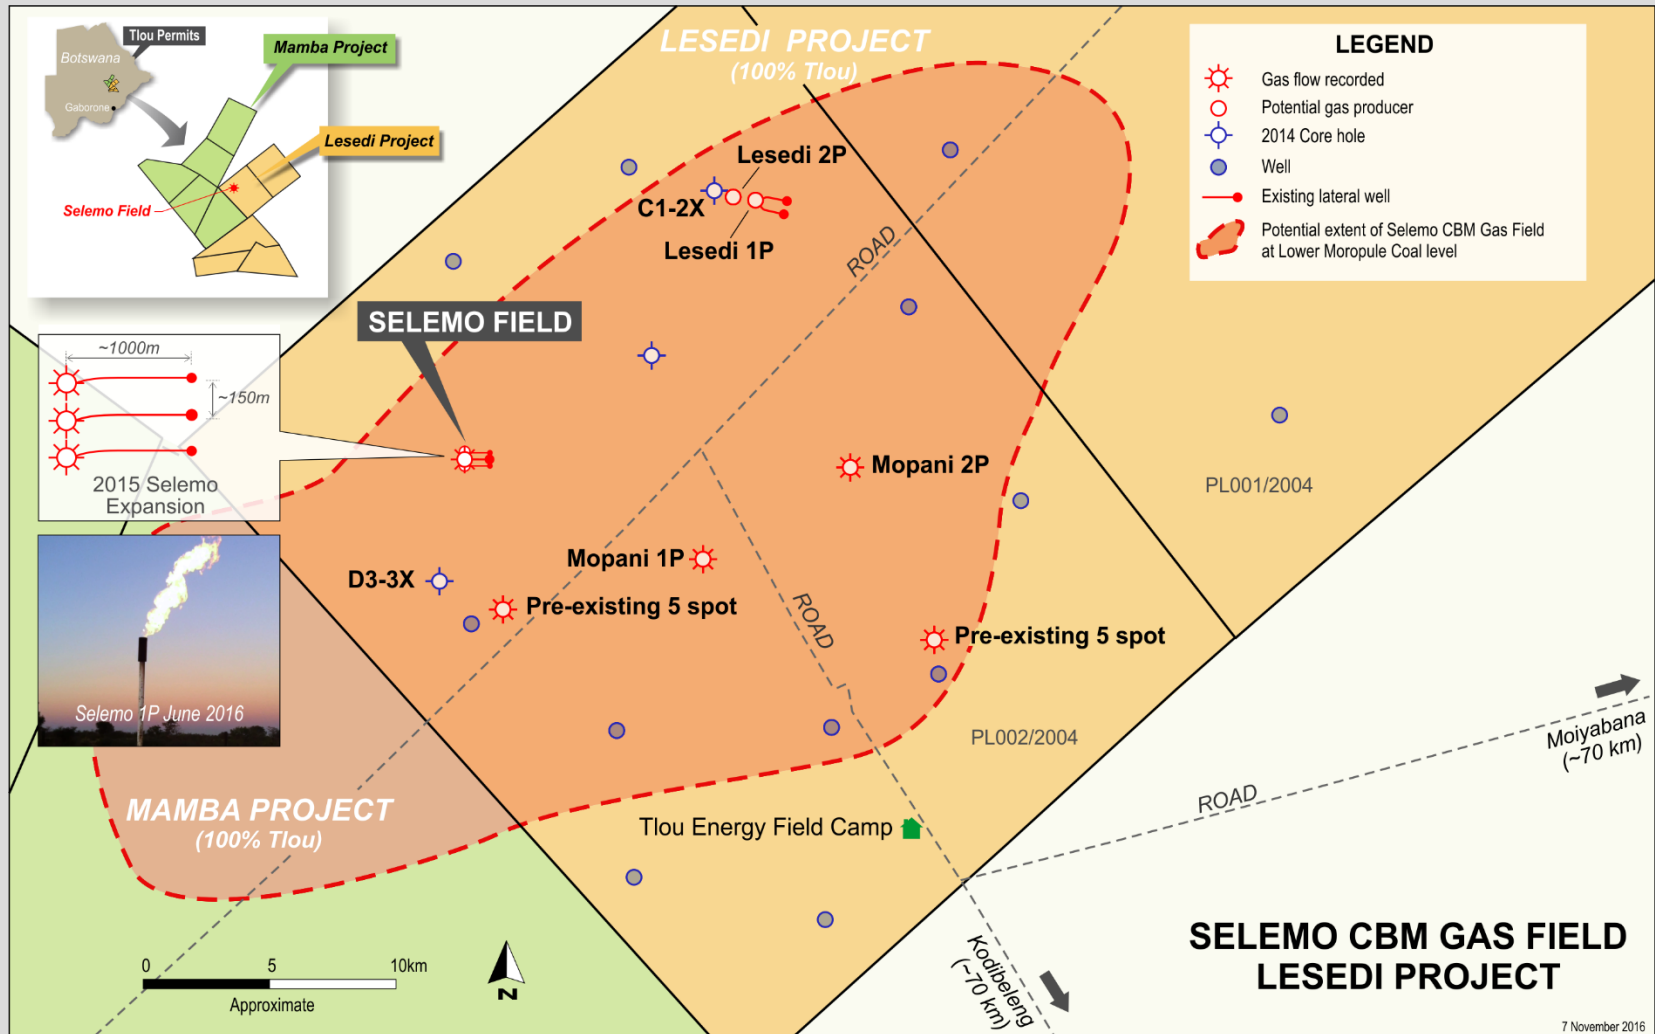 Tlou Permits
Botswana
Gaborone
Mamba Project
Lesedi Project
Selemo Field
LESEDI PROJECT
(100% Tlou)
LEGEND
Gas flow recorded
Potential gas producer
2014 Core hole
Well
Existing lateral well
Potential extent of Selemo CBM Gas Field
at Lower Moropule Coal level
Lesedi 2P
C1-2X
Lesedi 1P
ROAD
SELEMO FIELD
~1000m
~150m
2015 Selemo
Expansion
Mopani 2P
PL001/2004
Mopani 1P
D3-3X
Pre-existing 5 spot
ROAD
Pre-existing 5 spot
Selemo 1P June 2016
PL002/2004
Moiyabana
(~70 km)
ROAD
MAMBA PROJECT
(100% Tlou)
Tlou Energy Field Camp
Kodibeleng
(~70 km)
0 5 10km
Approximate
N
SELEMO CBM GAS FIELD
LESEDI PROJECT
7 November 2016